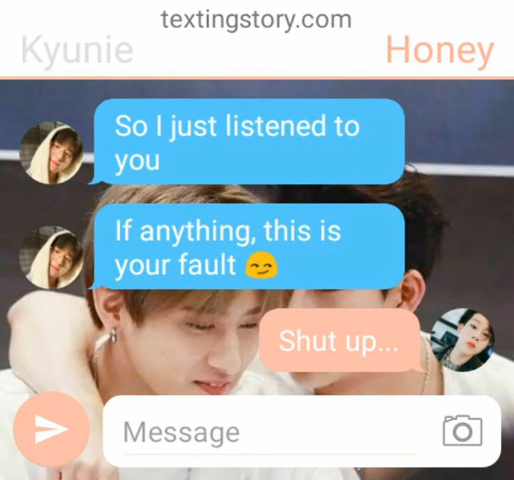 textingstory.com
Kyunie
Honey
So I just listened to
you
If anything, this is
your fault 😏
Shut up...
Message